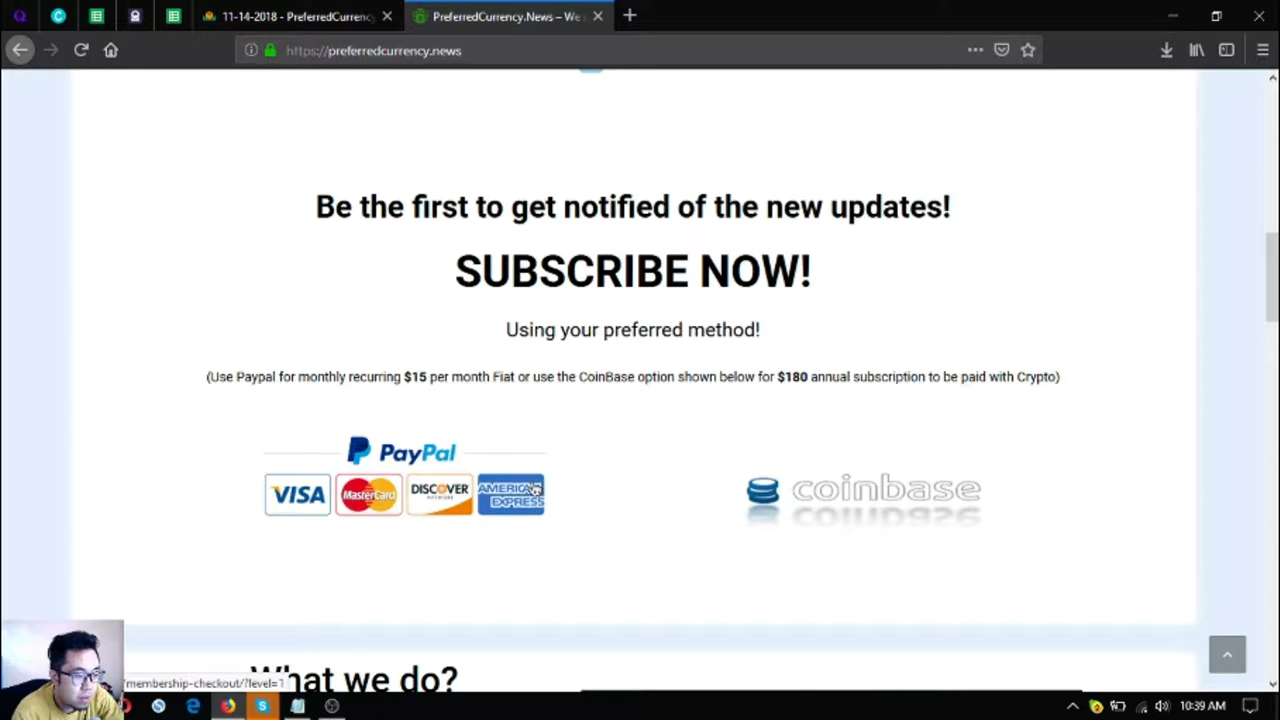 11-14-2018 - PreferredCurrency
PreferredCurrency.News – We
https://preferredcurrency.news
Be the first to get notified of the new updates!
SUBSCRIBE NOW!
Using your preferred method!
(Use Paypal for monthly recurring $15 per month Fiat or use the CoinBase option shown below for $180 annual subscription to be paid with Crypto)
PayPal
VISA MasterCard DISCOVER AMERICAN EXPRESS
coinbase
What we do?
/membership-checkout/?level=1
10:39 AM